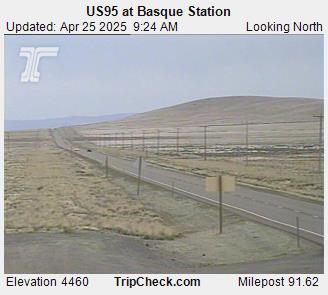 US95 at Basque Station
Updated: Apr 25 2025 9:24 AM Looking North
Elevation 4460 TripCheck.com Milepost 91.62